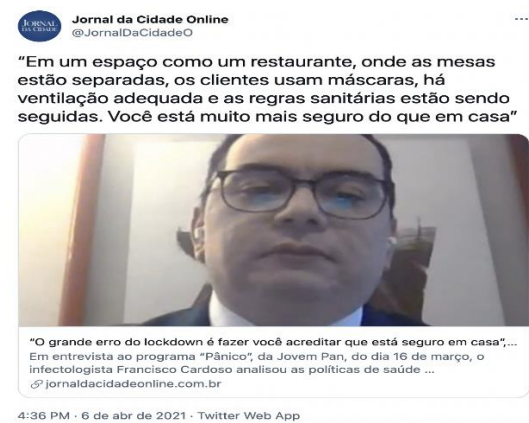 JORNAL
DA CIDADE
Jornal da Cidade Online
@JornalDaCidadeO
“Em um espaço como um restaurante, onde as mesas
estão separadas, os clientes usam máscaras, há
ventilação adequada e as regras sanitárias estão sendo
seguidas. Você está muito mais seguro do que em casa”
“O grande erro do lockdown é fazer você acreditar que está seguro em casa”,...
Em entrevista ao programa “Pânico”, da Jovem Pan, do dia 16 de março, o
infectologista Francisco Cardoso analisou as políticas de saúde ...
jornaldacidadeonline.com.br
4:36 PM · 6 de abr de 2021 · Twitter Web App